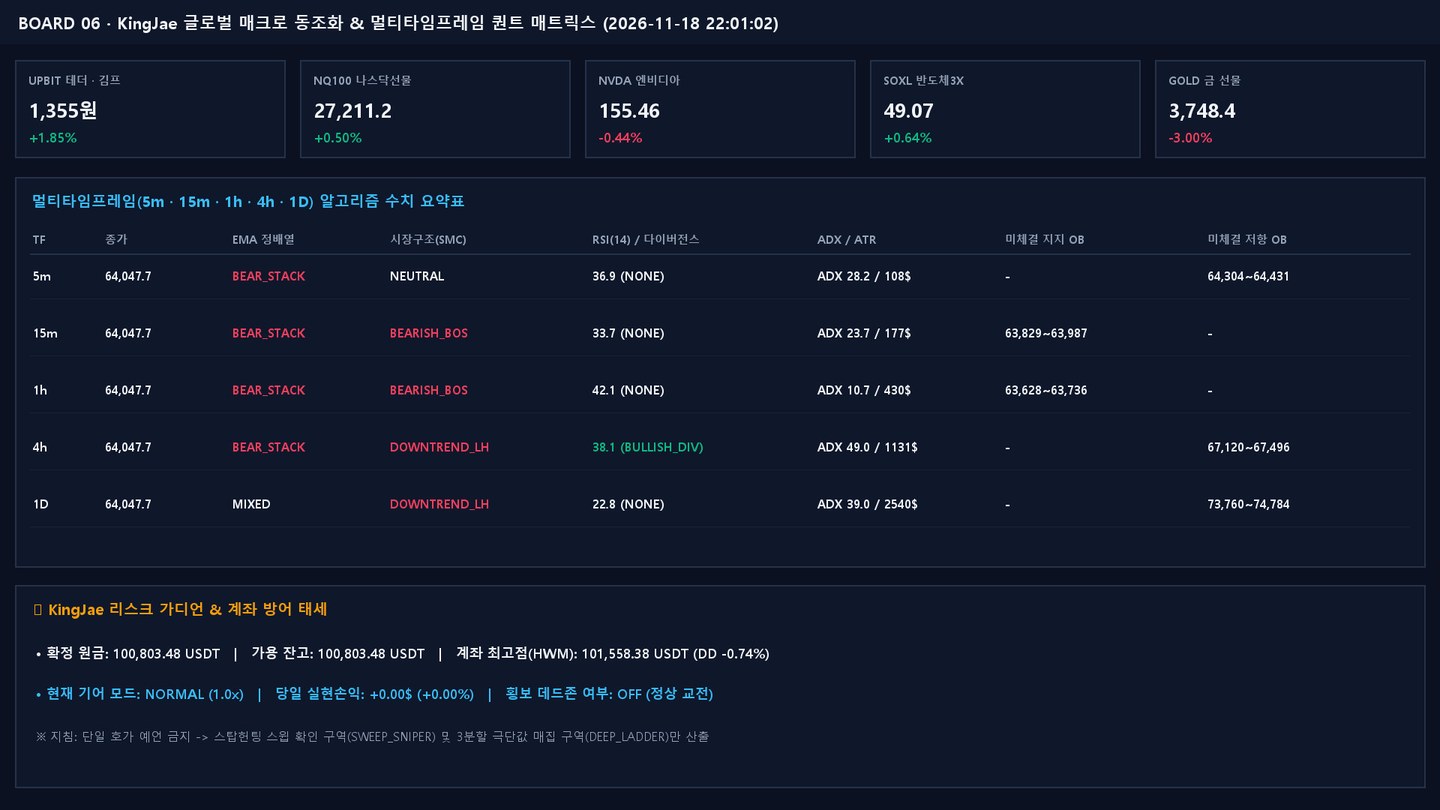 BOARD 06 · KingJae 글로벌 매크로 동조화 & 멀티타임프레임 퀀트 매트릭스 (2026-11-18 22:01:02)
UPBIT 테더 · 김프
1,355원
+1.85%
NQ100 나스닥선물
27,211.2
+0.50%
NVDA 엔비디아
155.46
-0.44%
SOXL 반도체3X
49.07
+0.64%
GOLD 금 선물
3,748.4
-3.00%
멀티타임프레임(5m · 15m · 1h · 4h · 1D) 알고리즘 수치 요약표
TF 종가 EMA 정배열 시장구조(SMC) RSI(14) / 다이버전스 ADX / ATR 미체결 지지 OB 미체결 저항 OB
5m 64,047.7 BEAR_STACK NEUTRAL 36.9 (NONE) ADX 28.2 / 108$ - 64,304~64,431
15m 64,047.7 BEAR_STACK BEARISH_BOS 33.7 (NONE) ADX 23.7 / 177$ 63,829~63,987 -
1h 64,047.7 BEAR_STACK BEARISH_BOS 42.1 (NONE) ADX 10.7 / 430$ 63,628~63,736 -
4h 64,047.7 BEAR_STACK DOWNTREND_LH 38.1 (BULLISH_DIV) ADX 49.0 / 1131$ - 67,120~67,496
1D 64,047.7 MIXED DOWNTREND_LH 22.8 (NONE) ADX 39.0 / 2540$ - 73,760~74,784
KingJae 리스크 가디언 & 계좌 방어 태세
• 확정 원금: 100,803.48 USDT | 가용 잔고: 100,803.48 USDT | 계좌 최고점(HWM): 101,558.38 USDT (DD -0.74%)
• 현재 기어 모드: NORMAL (1.0x) | 당일 실현손익: +0.00$ (+0.00%) | 횡보 데드존 여부: OFF (정상 교전)
※ 지침: 단일 호가 예언 금지 -> 스탑헌팅 스윕 확인 구역(SWEEP_SNIPER) 및 3분할 극단값 매집 구역(DEEP_LADDER)만 산출